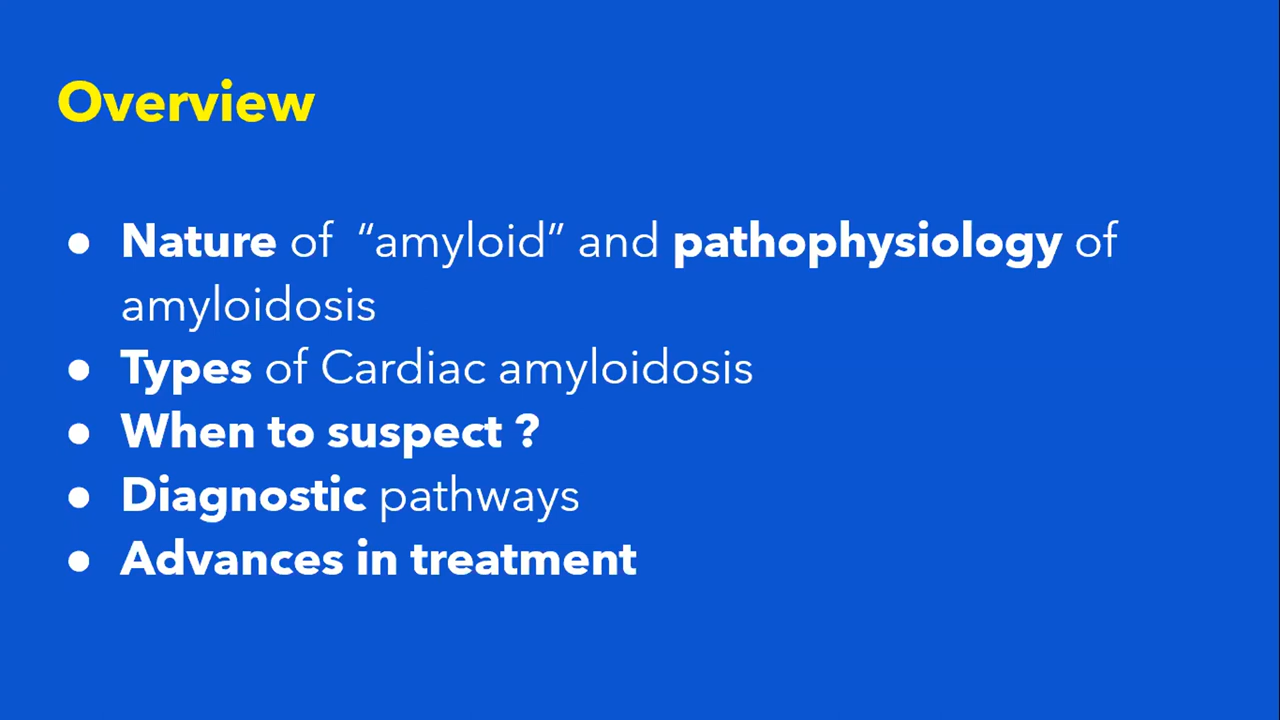 Overview
● Nature of “amyloid” and pathophysiology of
amyloidosis
● Types of Cardiac amyloidosis
● When to suspect ?
● Diagnostic pathways
● Advances in treatment